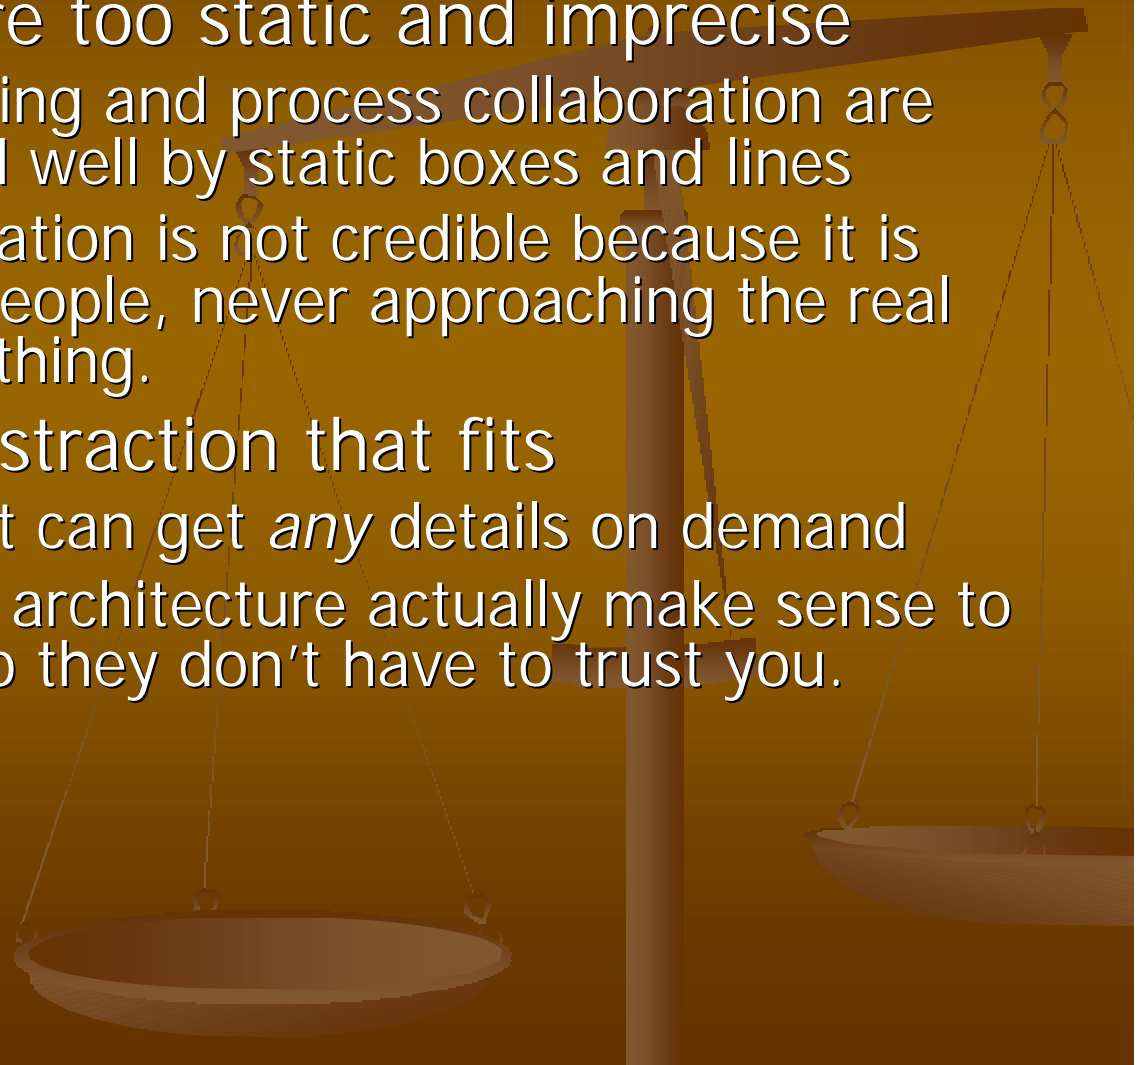 re too static and imprecise
ing and process collaboration are
l well by static boxes and lines
ation is not credible because it is
eople, never approaching the real
thing.
straction that fits
t can get any details on demand
architecture actually make sense to
o they don't have to trust you.